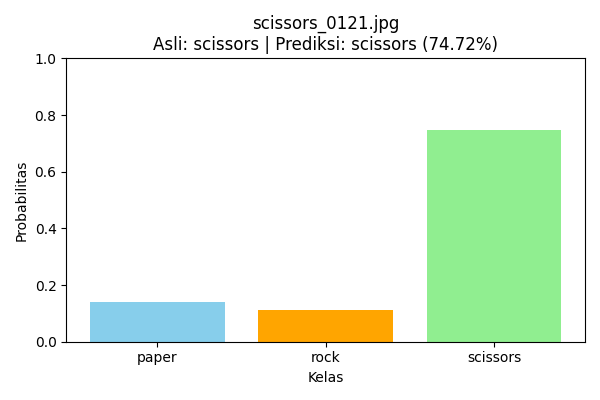 scissors_0121.jpg
Asli: scissors | Prediksi: scissors (74.72%)
Probabilitas
1.0
0.8
0.6
0.4
0.2
0.0
paper rock scissors
Kelas